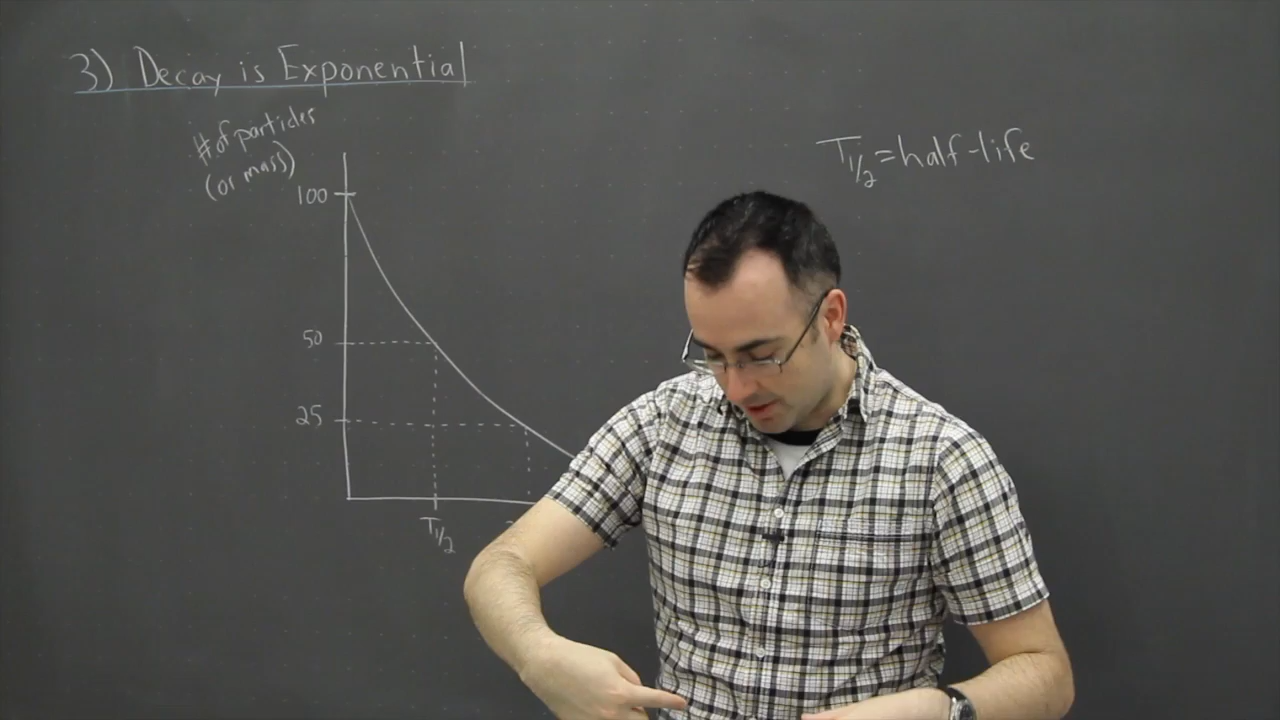 3) Decay is Exponential
# of particles
(or mass)
T1/2 = half-life
100
50
25
T1/2